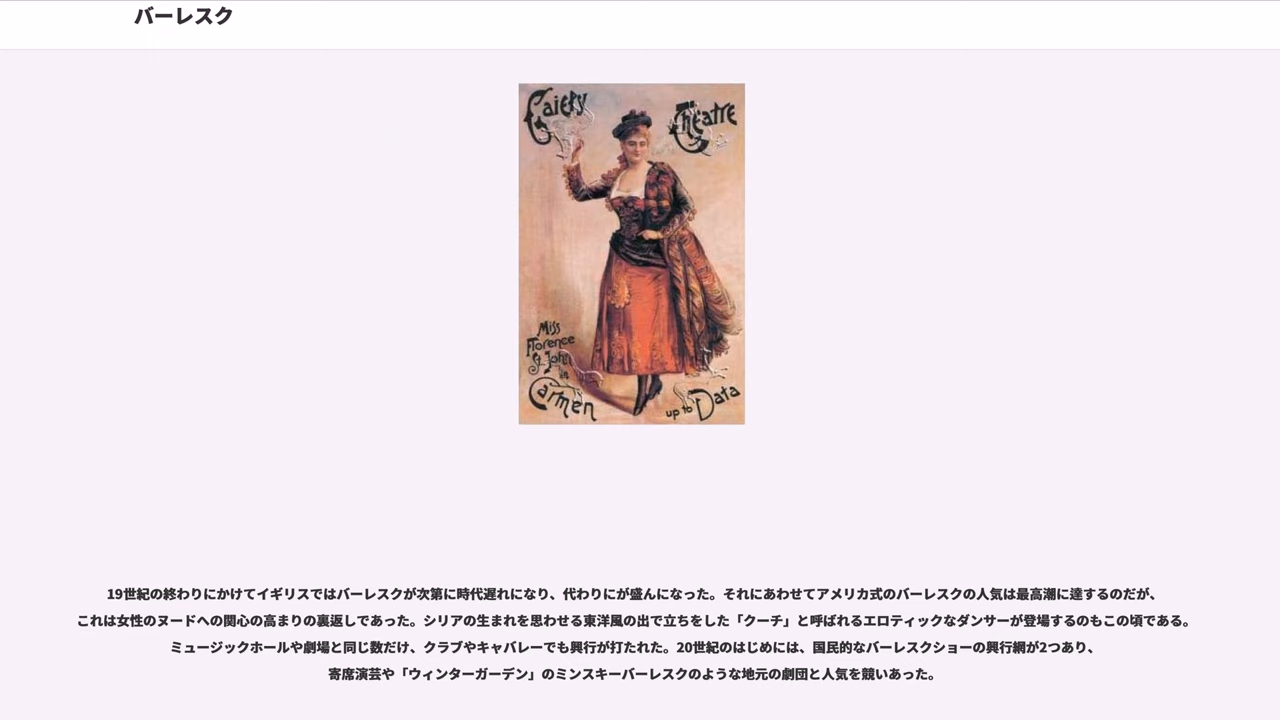 バーレスク
Gaiety Theatre
Miss
Florence
St. John
in
Carmen
up to Data
19世紀の終わりにかけてイギリスではバーレスクが次第に時代遅れになり、代わりにが盛んになった。それにあわせてアメリカ式のバーレスクの人気は最高潮に達するのだが、
これは女性のヌードへの関心の高まりの裏返しであった。シリアの生まれを思わせる東洋風の出で立ちをした「クーチ」と呼ばれるエロティックなダンサーが登場するのもこの頃である。
ミュージックホールや劇場と同じ数だけ、クラブやキャバレーでも興行が打たれた。20世紀のはじめには、国民的なバーレスクショーの興行網が2つあり、
寄席演芸や「ウィンターガーデン」のミンスキーバーレスクのような地元の劇団と人気を競いあった。